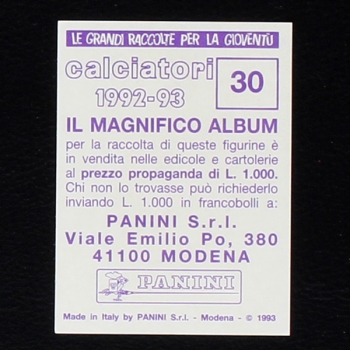 LE GRANDI RACCOLTE PER LA GIOVENTÙ
calciatori
1992-93
30
IL MAGNIFICO ALBUM
per la raccolta di queste figurine è
in vendita nelle edicole e cartolerie
al prezzo propaganda di L. 1.000.
Chi non lo trovasse può richiederlo
inviando L. 1.000 in francobolli a:
PANINI S.r.l.
Viale Emilio Po, 380
41100 MODENA
PANINI
Made in Italy by PANINI S.r.l. - Modena - © 1993